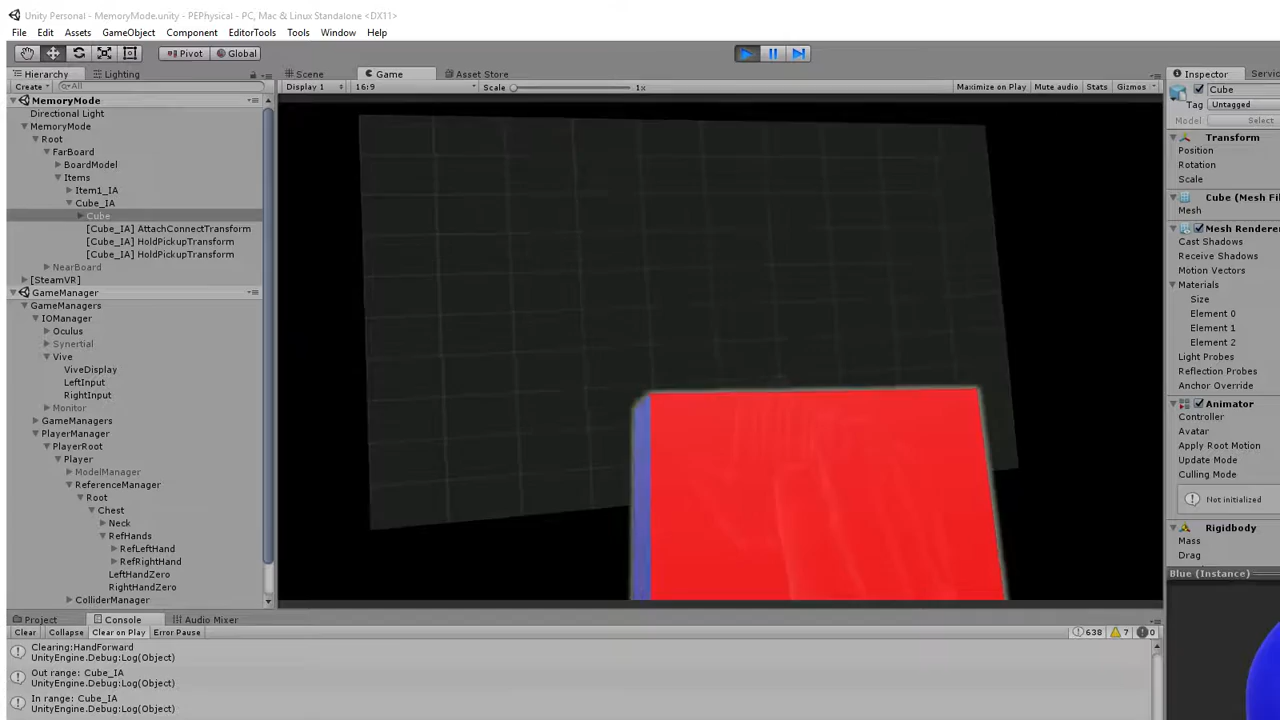 Unity Personal - MemoryMode.unity - PEPhysical - PC, Mac & Linux Standalone <DX11>
File Edit Assets GameObject Component EditorTools Tools Window Help
Pivot Global
Hierarchy Lighting Scene Game Asset Store Inspector Servic
Create All Display 1 16:9 Scale 1x Maximize on Play Mute audio Stats Gizmos Cube
MemoryMode Tag Untagged
Directional Light Model Select
MemoryMode
Root Transform
FarBoard Position
BoardModel Rotation
Items Scale
Item1_IA Cube (Mesh Fil
Cube_IA Mesh
Cube Mesh Renderer
[Cube_IA] AttachConnectTransform Cast Shadows
[Cube_IA] HoldPickupTransform Receive Shadows
[Cube_IA] HoldPickupTransform Motion Vectors
NearBoard Materials
[SteamVR] Size
GameManager Element 0
GameManagers Element 1
IOManager Element 2
Oculus Light Probes
Synertial Reflection Probes
Vive Anchor Override
ViveDisplay
LeftInput Animator
RightInput Controller
Monitor Avatar
GameManagers Apply Root Motion
PlayerManager Update Mode
PlayerRoot Culling Mode
Player
ModelManager Not initialized
ReferenceManager
Root Rigidbody
Chest Mass
Neck Drag
RefHands
RefLeftHand
RefRightHand
LeftHandZero Blue (Instance)
RightHandZero
ColliderManager
Project Console Audio Mixer
Clear Collapse Clear on Play Error Pause 638 7 0
Clearing:HandForward
UnityEngine.Debug:Log(Object)
Out range: Cube_IA
UnityEngine.Debug:Log(Object)
In range: Cube_IA
UnityEngine.Debug:Log(Object)